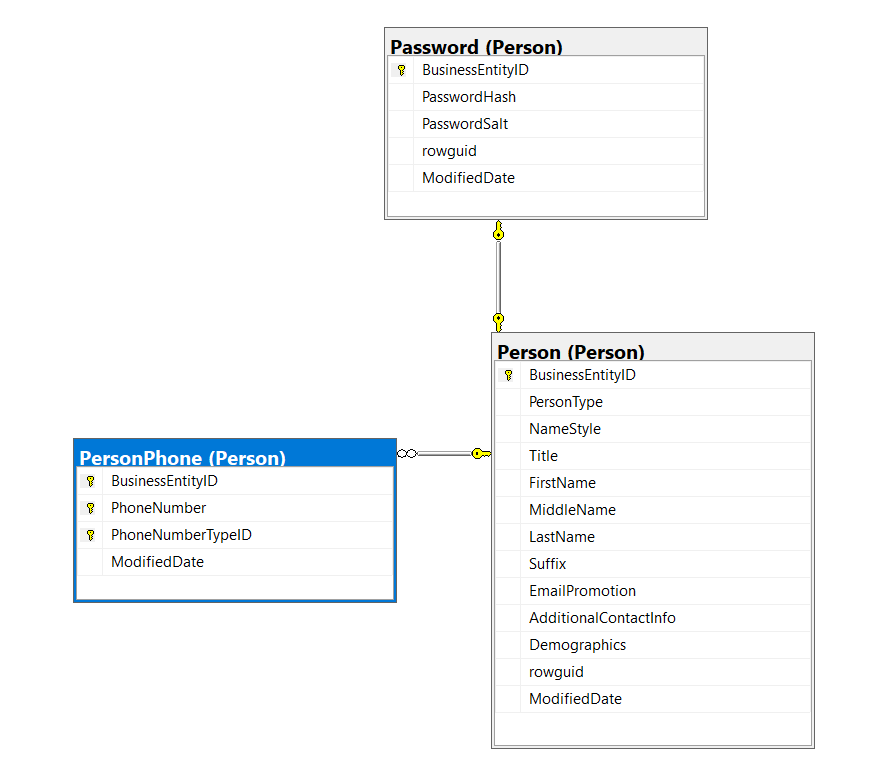 Password (Person)
BusinessEntityID
PasswordHash
PasswordSalt
rowguid
ModifiedDate
Person (Person)
BusinessEntityID
PersonType
NameStyle
Title
FirstName
MiddleName
LastName
Suffix
EmailPromotion
AdditionalContactInfo
Demographics
rowguid
ModifiedDate
PersonPhone (Person)
BusinessEntityID
PhoneNumber
PhoneNumberTypeID
ModifiedDate